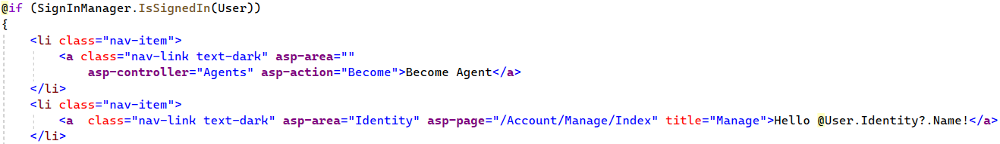 @if (SignInManager.IsSignedIn(User))
{
    <li class="nav-item">
        <a class="nav-link text-dark" asp-area=""
            asp-controller="Agents" asp-action="Become">Become Agent</a>
    </li>
    <li class="nav-item">
        <a  class="nav-link text-dark" asp-area="Identity" asp-page="/Account/Manage/Index" title="Manage">Hello @User.Identity?.Name!</a>
    </li>